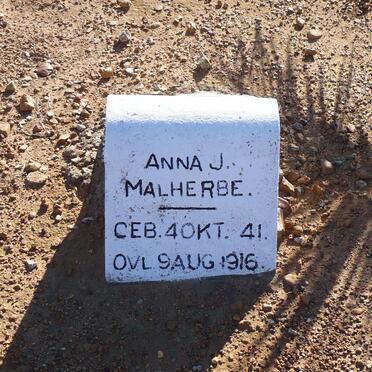 ANNA J.
MALHERBE.
GEB. 4 OKT. 41.
OVL. 9 AUG. 1916.